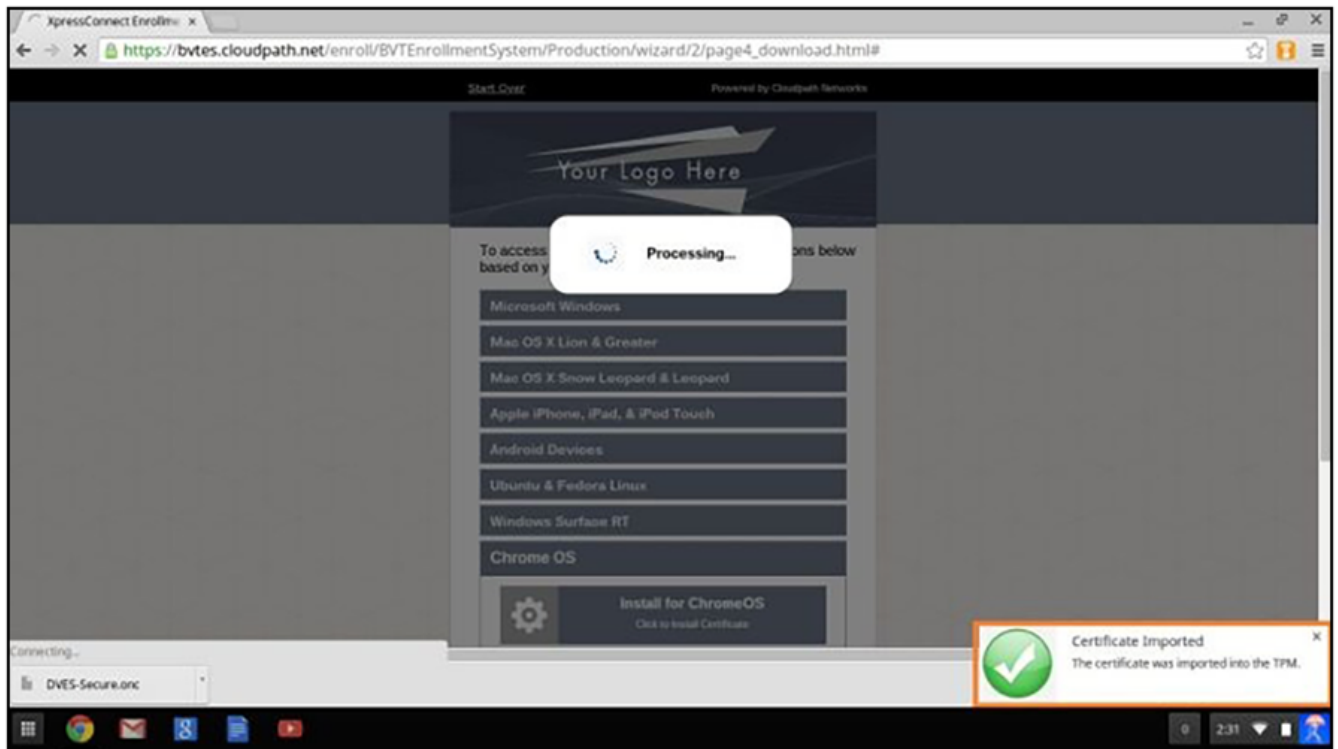 XpressConnect Enrollme
https://bvtes.cloudpath.net/enroll/BVTEnrollmentSystem/Production/wizard/2/page4_download.html#
Start Over
Powered by Cloudpath Networks
Your Logo Here
To access
ons below
based on y
Processing...
Microsoft Windows
Mac OS X Lion & Greater
Mac OS X Snow Leopard & Leopard
Apple iPhone, iPad, & iPod Touch
Android Devices
Ubuntu & Fedora Linux
Windows Surface RT
Chrome OS
Install for ChromeOS
Click to Install Certificate
Certificate Imported
The certificate was imported into the TPM.
Connecting...
DVES-Secure.onc
8
0
2:31